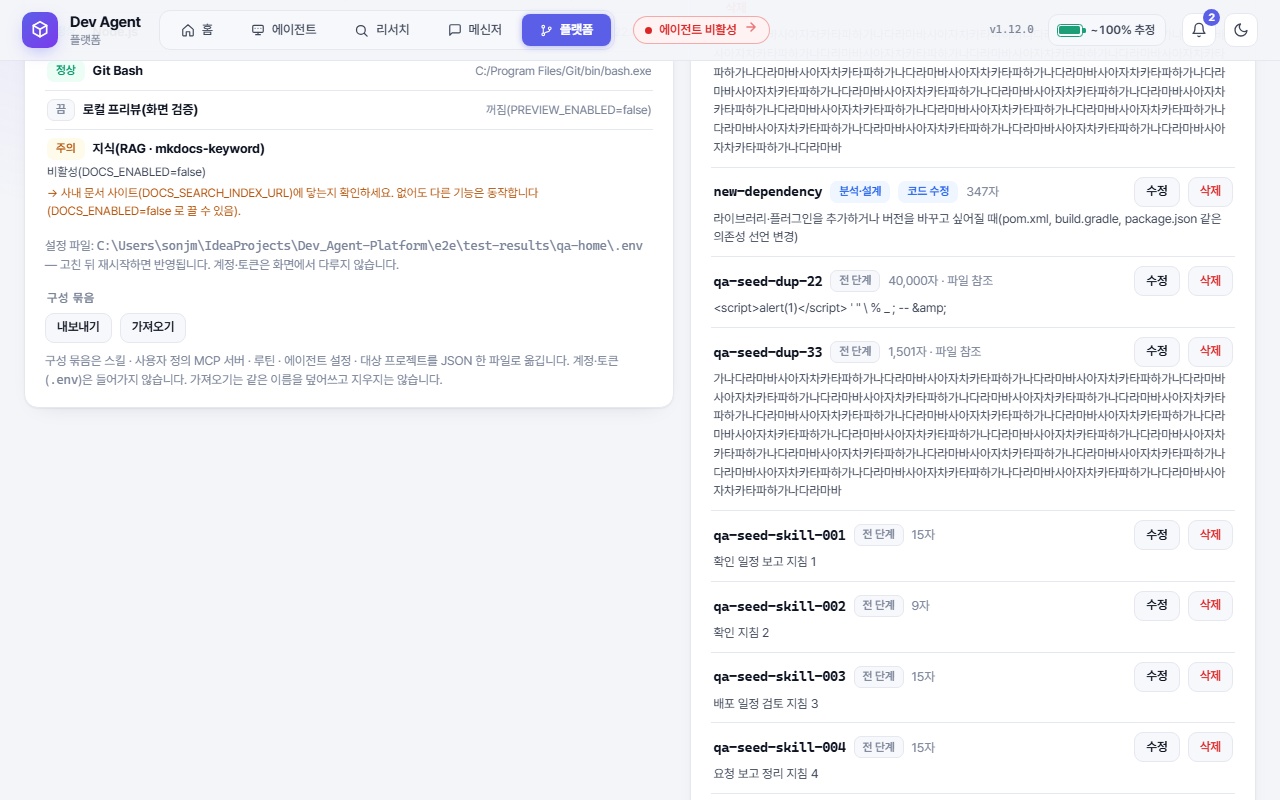 Dev Agent
플랫폼
홈
에이전트
리서치
메신저
플랫폼
에이전트 비활성 →
v1.12.0
~100% 추정
2
정상 Git Bash C:/Program Files/Git/bin/bash.exe
끔 로컬 프리뷰(화면 검증) 꺼짐(PREVIEW_ENABLED=false)
주의 지식(RAG · mkdocs-keyword)
비활성(DOCS_ENABLED=false)
→ 사내 문서 사이트(DOCS_SEARCH_INDEX_URL)에 닿는지 확인하세요. 없어도 다른 기능은 동작합니다
(DOCS_ENABLED=false 로 끌 수 있음).
설정 파일: C:\Users\sonjm\IdeaProjects\Dev_Agent-Platform\e2e\test-results\qa-home\.env
— 고친 뒤 재시작하면 반영됩니다. 계정·토큰은 화면에서 다루지 않습니다.
구성 묶음
내보내기 가져오기
구성 묶음은 스킬 · 사용자 정의 MCP 서버 · 루틴 · 에이전트 설정 · 대상 프로젝트를 JSON 한 파일로 옮깁니다. 계정·토큰
(.env)은 들어가지 않습니다. 가져오기는 같은 이름을 덮어쓰고 지우지는 않습니다.
파하가나다라마바사아자차카타파하가나다라마바사아자차카타파하가나다라마바사아자차카타파하가나다라
마바사아자차카타파하가나다라마바사아자차카타파하가나다라마바사아자차카타파하가나다라마바사아자차
카타파하가나다라마바사아자차카타파하가나다라마바사아자차카타파하가나다라마바사아자차카타파하가나
다라마바사아자차카타파하가나다라마바사아자차카타파하가나다라마바사아자차카타파하가나다라마바사아
자차카타파하가나다라마바
new-dependency 분석·설계 코드 수정 347자 수정 삭제
라이브러리·플러그인을 추가하거나 버전을 바꾸고 싶어질 때(pom.xml, build.gradle, package.json 같은
의존성 선언 변경)
qa-seed-dup-22 전 단계 40,000자 · 파일 참조 수정 삭제
<script>alert(1)</script> ' " \ % _ ; -- &amp;
qa-seed-dup-33 전 단계 1,501자 · 파일 참조 수정 삭제
가나다라마바사아자차카타파하가나다라마바사아자차카타파하가나다라마바사아자차카타파하가나다라마바
사아자차카타파하가나다라마바사아자차카타파하가나다라마바사아자차카타파하가나다라마바사아자차카타
파하가나다라마바사아자차카타파하가나다라마바사아자차카타파하가나다라마바사아자차카타파하가나다라
마바사아자차카타파하가나다라마바사아자차카타파하가나다라마바사아자차카타파하가나다라마바사아자차
카타파하가나다라마바사아자차카타파하가나다라마바사아자차카타파하가나다라마바사아자차카타파하가나
다라마바사아자차카타파하가나다라마바사아자차카타파하가나다라마바사아자차카타파하가나다라마바사아
자차카타파하가나다라마바
qa-seed-skill-001 전 단계 15자 수정 삭제
확인 일정 보고 지침 1
qa-seed-skill-002 전 단계 9자 수정 삭제
확인 지침 2
qa-seed-skill-003 전 단계 15자 수정 삭제
배포 일정 검토 지침 3
qa-seed-skill-004 전 단계 15자 수정 삭제
요청 보고 정리 지침 4